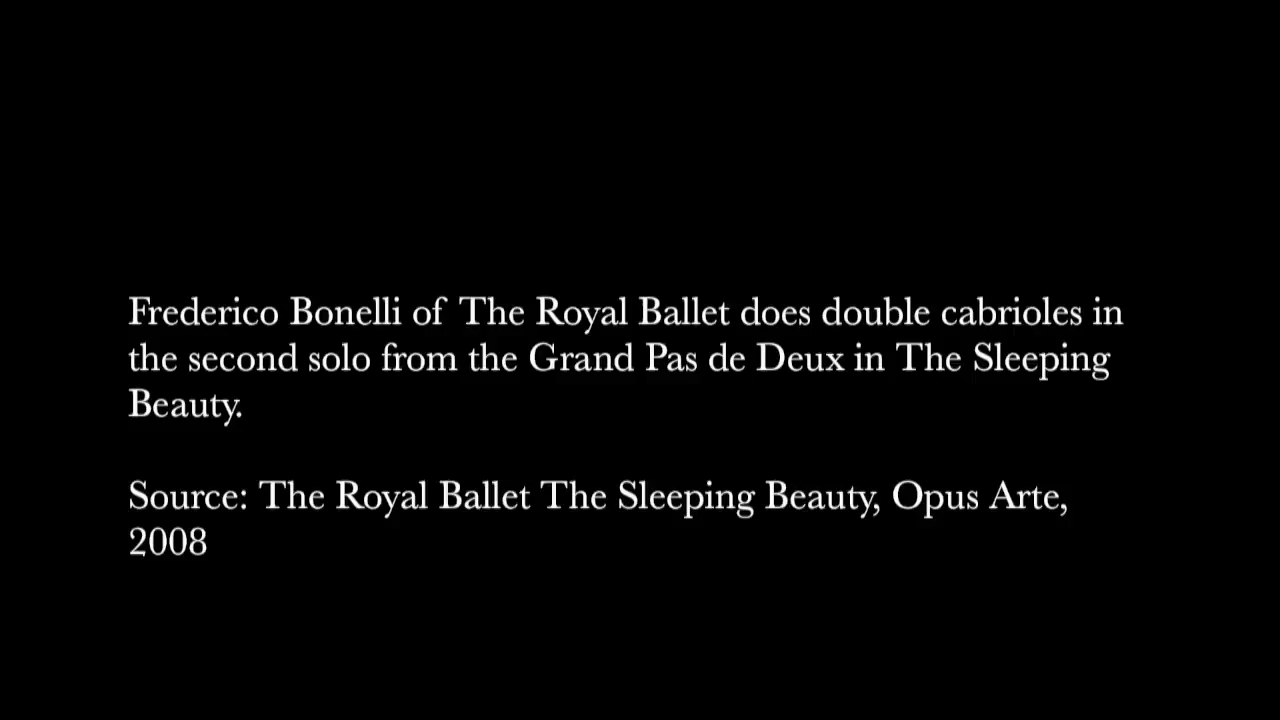 Frederico Bonelli of The Royal Ballet does double cabrioles in
the second solo from the Grand Pas de Deux in The Sleeping
Beauty.
Source: The Royal Ballet The Sleeping Beauty, Opus Arte,
2008